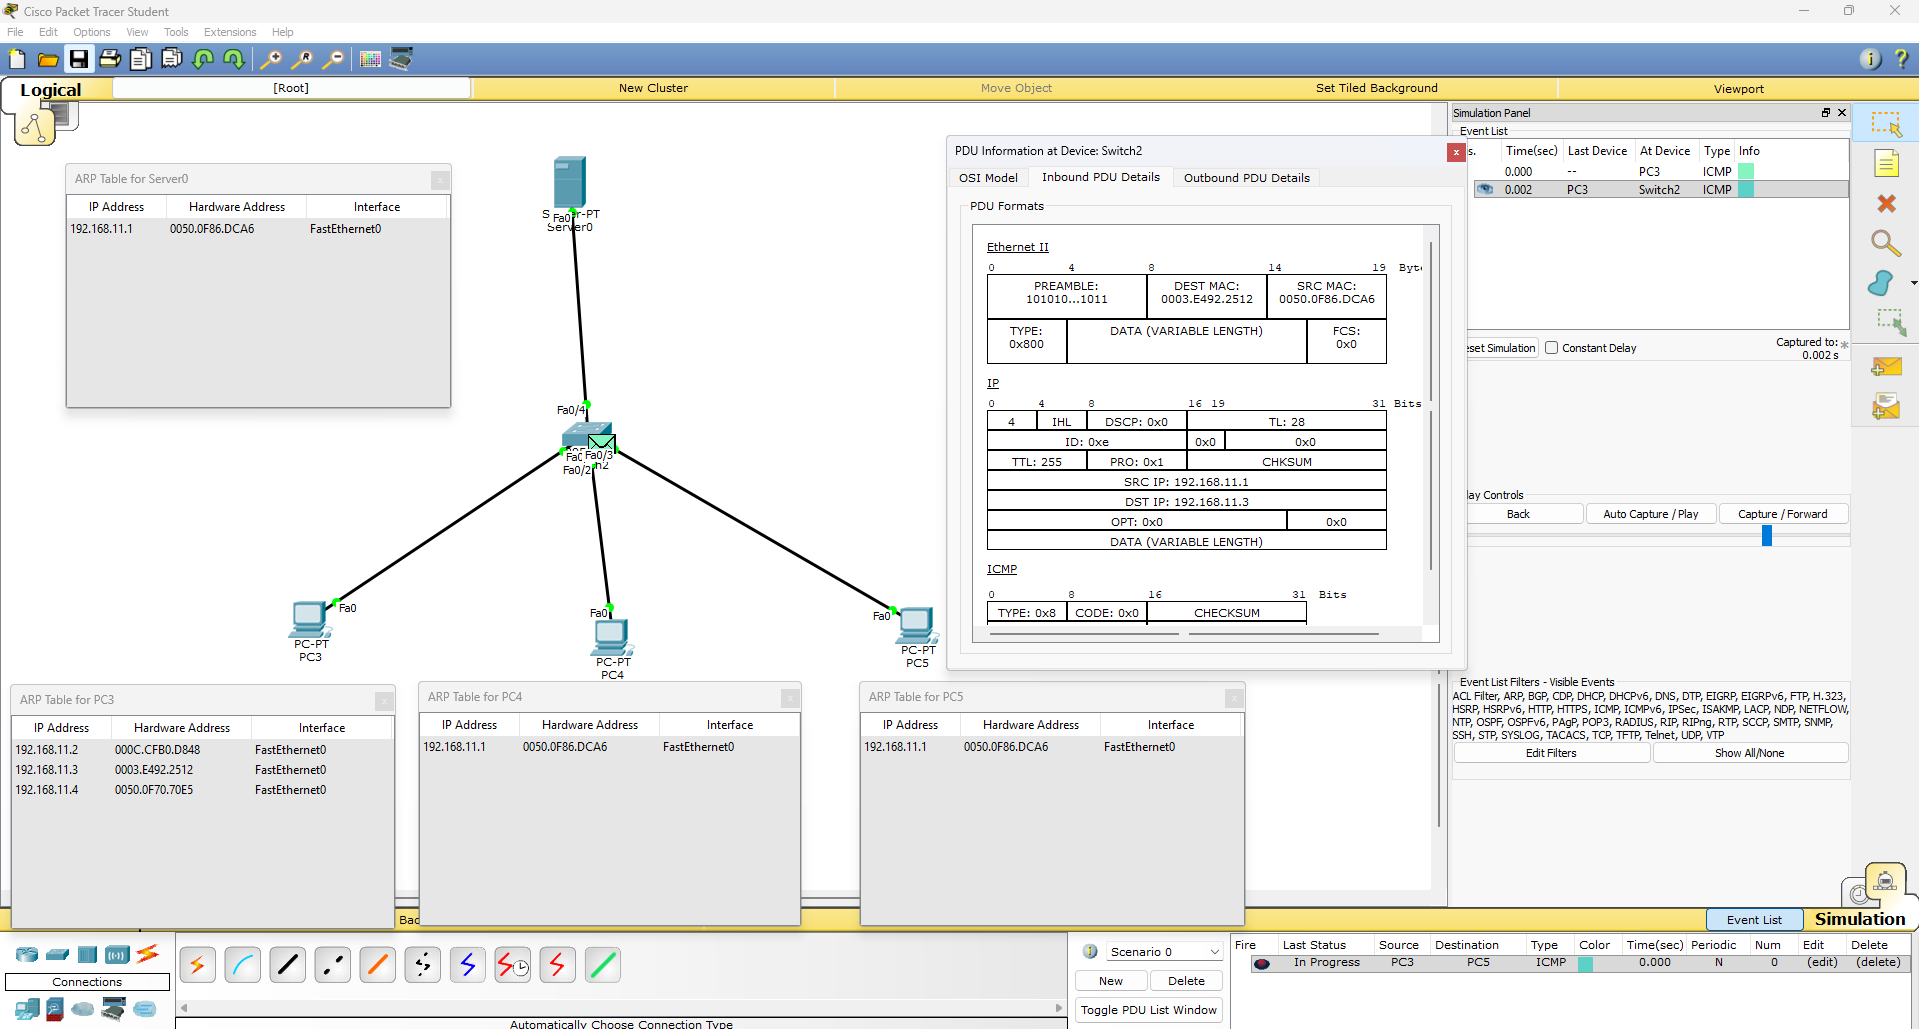 Cisco Packet Tracer Student
File Edit Options View Tools Extensions Help
Logical [Root] New Cluster Move Object Set Tiled Background Viewport
ARP Table for Server0
IP Address Hardware Address Interface
192.168.11.1 0050.0F86.DCA6 FastEthernet0
Fa0
Server0
Fa0/4
Fa0/3
Fa0/2
Fa0
PC-PT
PC3
Fa0
PC-PT
PC4
Fa0
PC-PT
PC5
ARP Table for PC3
IP Address Hardware Address Interface
192.168.11.2 000C.CFB0.D848 FastEthernet0
192.168.11.3 0003.E492.2512 FastEthernet0
192.168.11.4 0050.0F70.70E5 FastEthernet0
ARP Table for PC4
IP Address Hardware Address Interface
192.168.11.1 0050.0F86.DCA6 FastEthernet0
ARP Table for PC5
IP Address Hardware Address Interface
192.168.11.1 0050.0F86.DCA6 FastEthernet0
PDU Information at Device: Switch2
OSI Model Inbound PDU Details Outbound PDU Details
PDU Formats
Ethernet II
0 4 8 14 19 Byte
PREAMBLE: DEST MAC: SRC MAC:
101010...1011 0003.E492.2512 0050.0F86.DCA6
TYPE: DATA (VARIABLE LENGTH) FCS:
0x800 0x0
IP
0 4 8 16 19 31 Bits
4 IHL DSCP: 0x0 TL: 28
ID: 0xe 0x0 0x0
TTL: 255 PRO: 0x1 CHKSUM
SRC IP: 192.168.11.1
DST IP: 192.168.11.3
OPT: 0x0 0x0
DATA (VARIABLE LENGTH)
ICMP
0 8 16 31 Bits
TYPE: 0x8 CODE: 0x0 CHECKSUM
Simulation Panel
Event List
s. Time(sec) Last Device At Device Type Info
0.000 -- PC3 ICMP
0.002 PC3 Switch2 ICMP
eset Simulation Constant Delay Captured to: *
0.002 s
lay Controls
Back Auto Capture / Play Capture / Forward
Event List Filters - Visible Events
ACL Filter, ARP, BGP, CDP, DHCP, DHCPv6, DNS, DTP, EIGRP, EIGRPv6, FTP, H.323,
HSRP, HSRPv6, HTTP, HTTPS, ICMP, ICMPv6, IPSec, ISAKMP, LACP, NDP, NETFLOW,
NTP, OSPF, OSPFv6, PAgP, POP3, RADIUS, RIP, RIPng, RTP, SCCP, SMTP, SNMP,
SSH, STP, SYSLOG, TACACS, TCP, TFTP, Telnet, UDP, VTP
Edit Filters Show All/None
Bac
Event List Simulation
Connections
Automatically Choose Connection Type
Scenario 0
New Delete
Toggle PDU List Window
Fire Last Status Source Destination Type Color Time(sec) Periodic Num Edit Delete
In Progress PC3 PC5 ICMP 0.000 N 0 (edit) (delete)